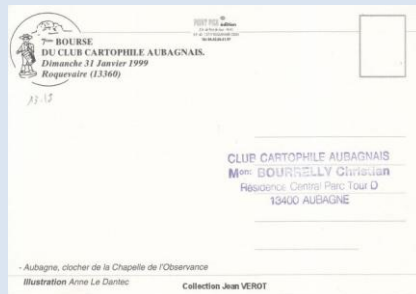 7ème BOURSE
DU CLUB CARTOPHILE AUBAGNAIS.
Dimanche 31 Janvier 1999
Roquevaire (13360)
édition
CLUB CARTOPHILE AUBAGNAIS
Mon: BOURRELLY Christian
Résidence Central Parc Tour D
13400 AUBAGNE
- Aubagne, clocher de la Chapelle de l'Observance
Illustration Anne Le Dantec
Collection Jean VEROT